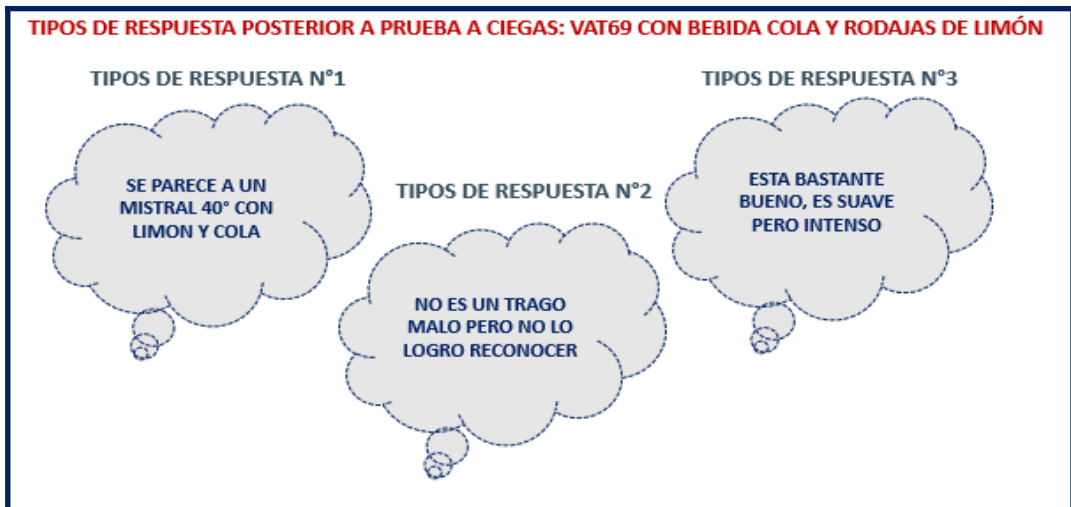 TIPOS DE RESPUESTA POSTERIOR A PRUEBA A CIEGAS: VAT69 CON BEBIDA COLA Y RODAJAS DE LIMÓN
TIPOS DE RESPUESTA N°1
SE PARECE A UN
MISTRAL 40° CON
LIMON Y COLA
TIPOS DE RESPUESTA N°2
NO ES UN TRAGO
MALO PERO NO LO
LOGRO RECONOCER
TIPOS DE RESPUESTA N°3
ESTA BASTANTE
BUENO, ES SUAVE
PERO INTENSO